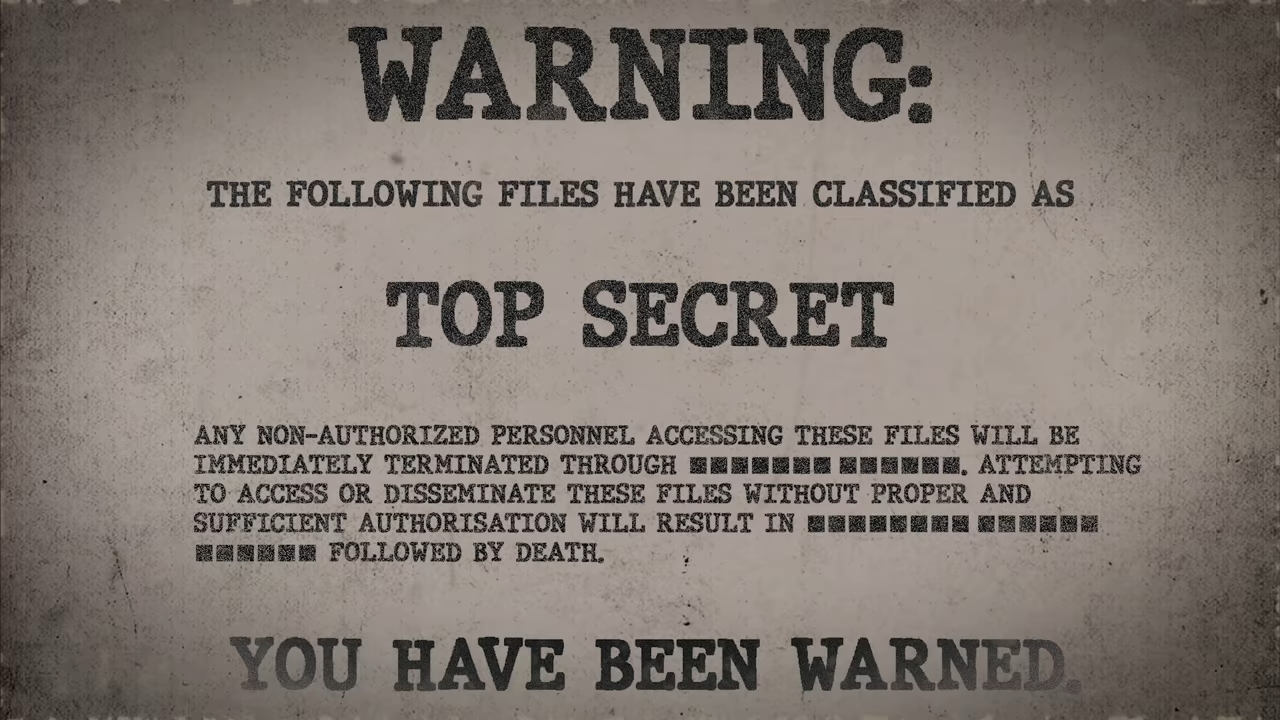 WARNING:
THE FOLLOWING FILES HAVE BEEN CLASSIFIED AS
TOP SECRET
ANY NON-AUTHORIZED PERSONNEL ACCESSING THESE FILES WILL BE
IMMEDIATELY TERMINATED THROUGH ■■■■■■■ ■■■■■■. ATTEMPTING
TO ACCESS OR DISSEMINATE THESE FILES WITHOUT PROPER AND
SUFFICIENT AUTHORISATION WILL RESULT IN ■■■■■■■■ ■■■■■■
■■■■■■ FOLLOWED BY DEATH.
YOU HAVE BEEN WARNED.